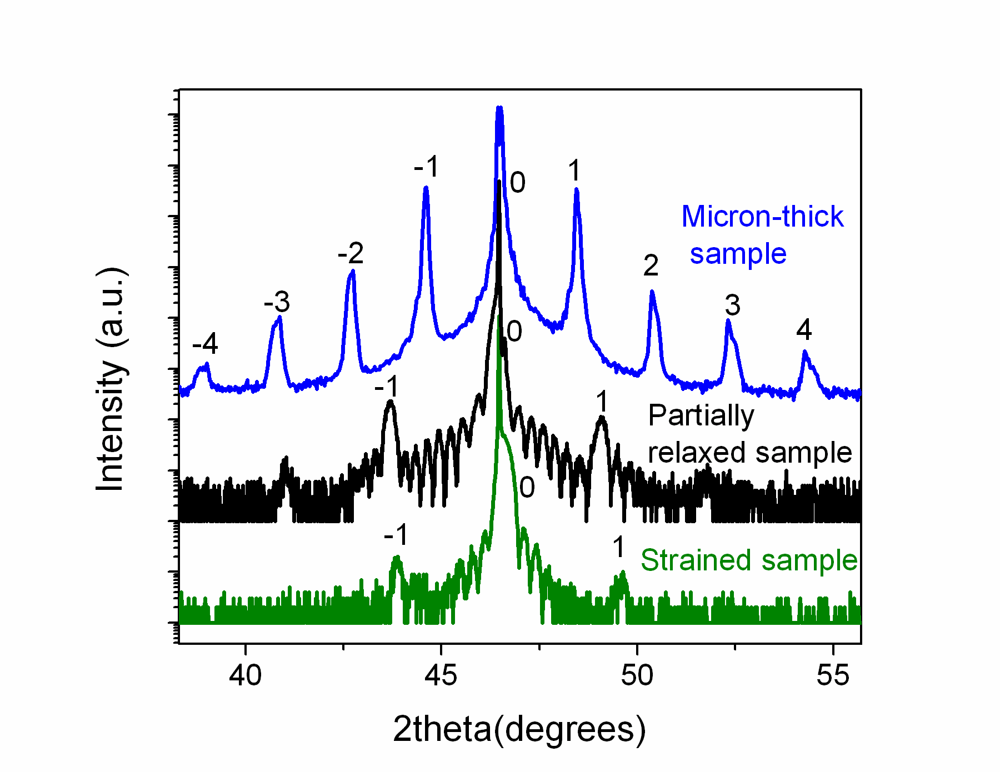 -1
0
1
Micron-thick
sample
-2
2
-3
3
-4
4
0
-1
1
Partially
relaxed sample
0
-1
1
Strained sample
Intensity (a.u.)
40 45 50 55
2theta(degrees)